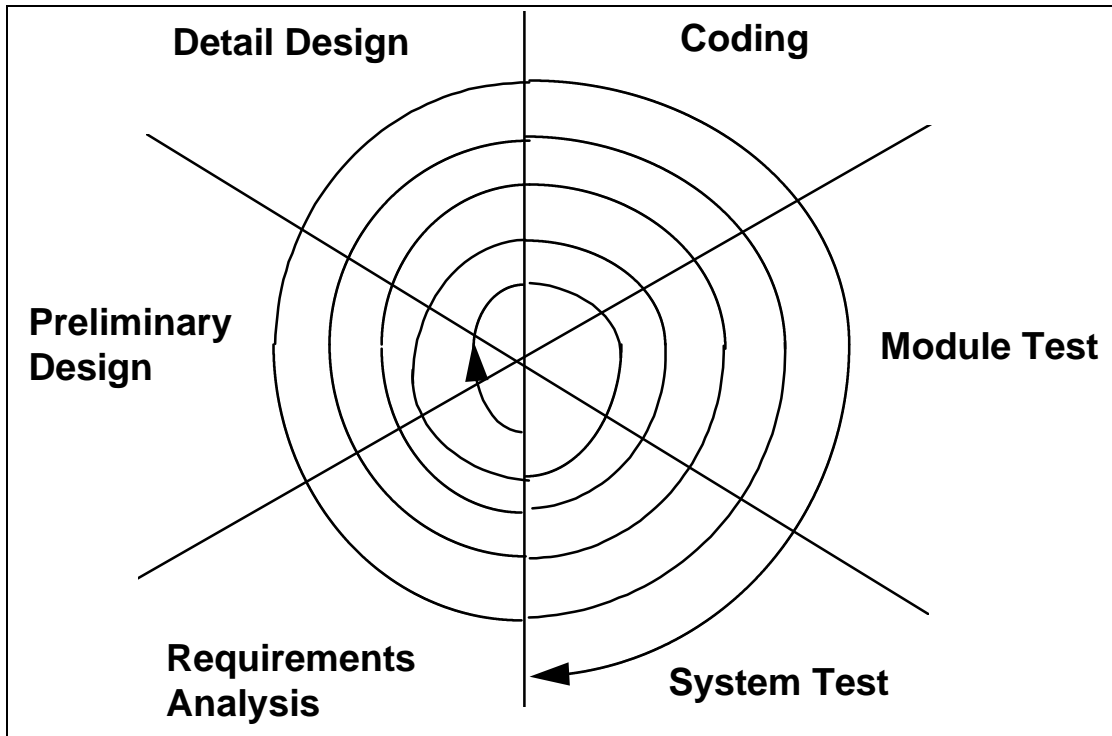 Detail Design
Coding
Preliminary
Design
Module Test
Requirements
Analysis
System Test